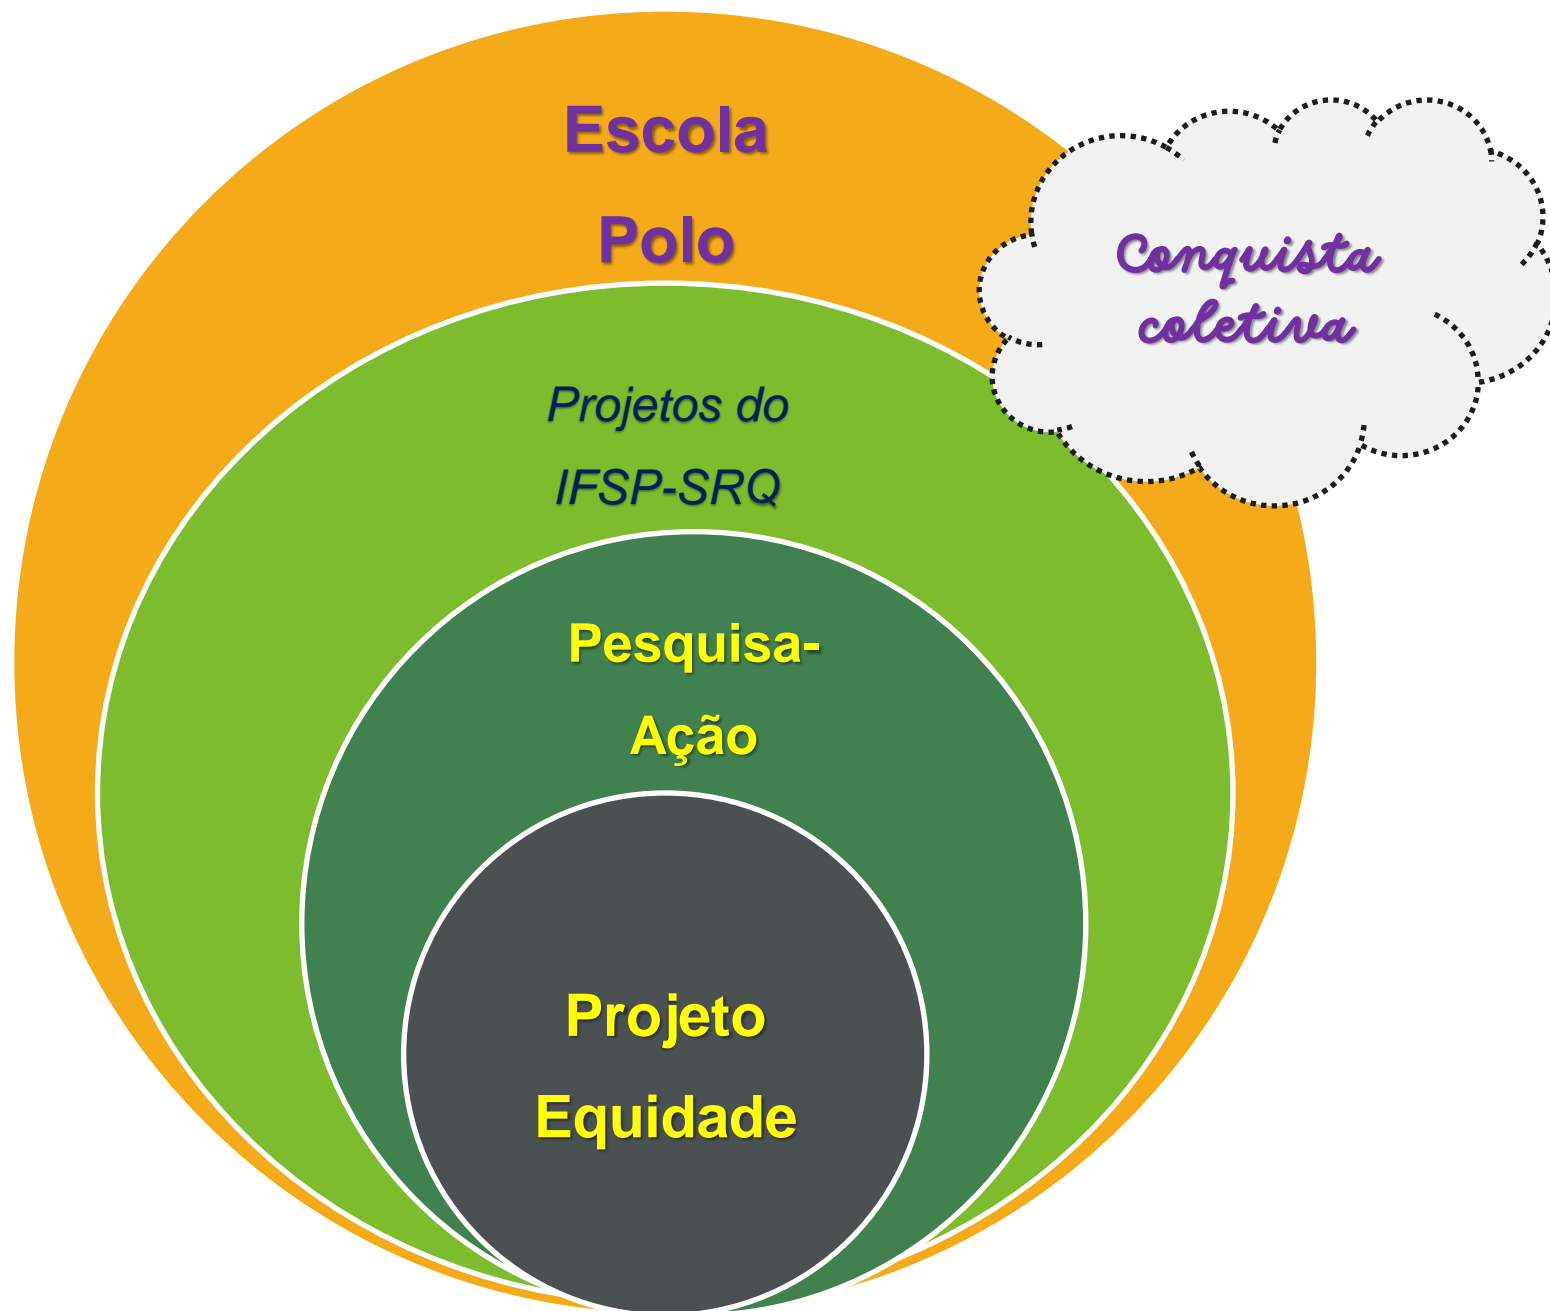 Escola
Polo
Conquista
coletiva
Projetos do
IFSP-SRQ
Pesquisa-
Ação
Projeto
Equidade